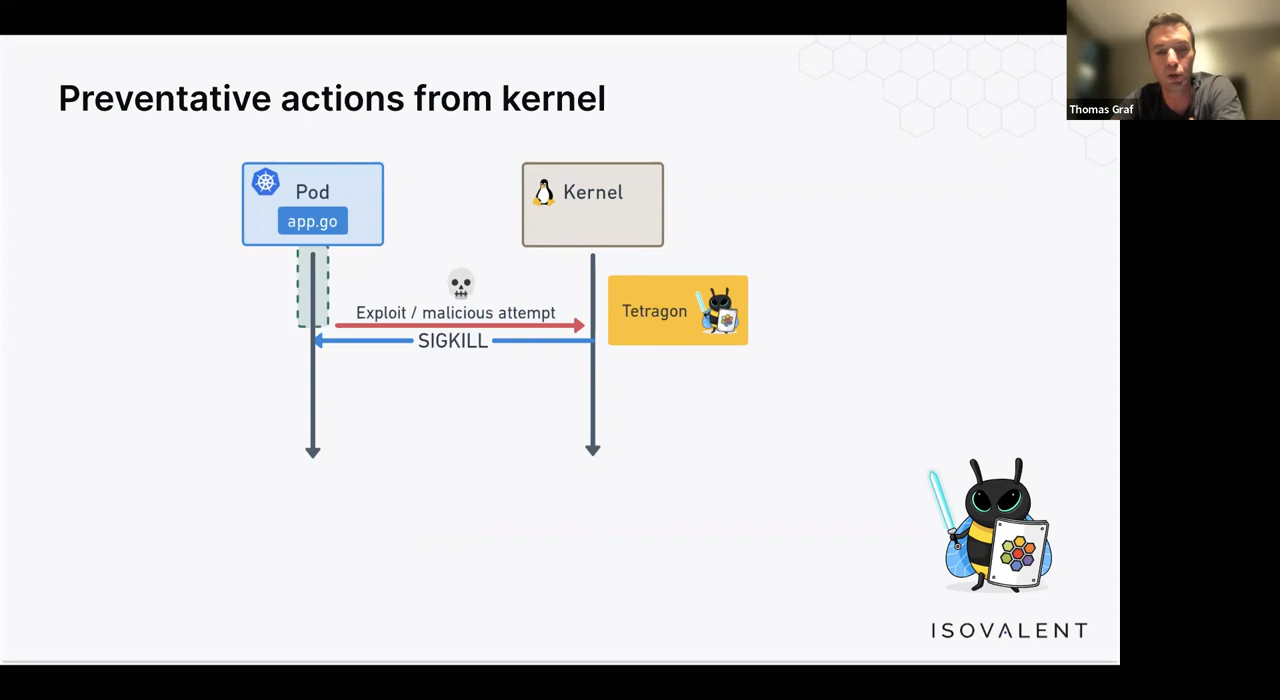 Thomas Graf
Preventative actions from kernel
Pod
app.go
Kernel
Exploit / malicious attempt
SIGKILL
Tetragon
ISOVALENT